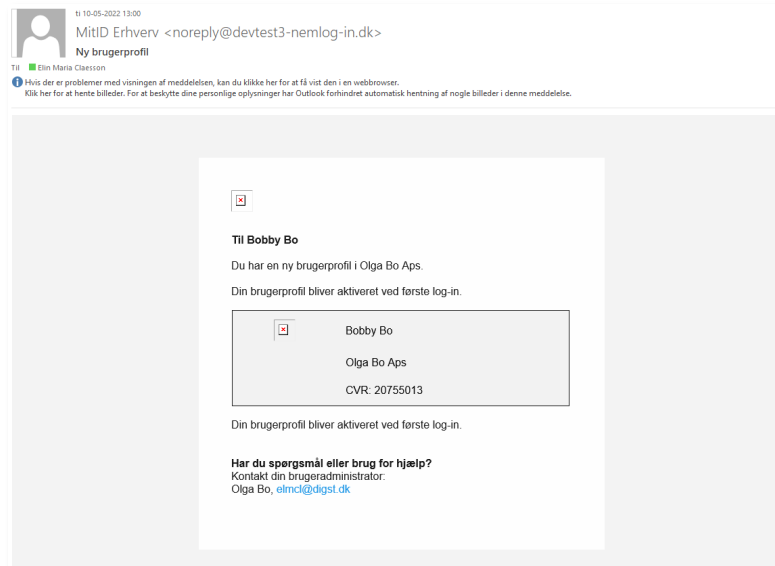 ti 10-05-2022 13:00
MitID Erhverv <noreply@devtest3-nemlog-in.dk>
Ny brugerprofil
Til Elin Maria Claesson
Hvis der er problemer med visningen af meddelelsen, kan du klikke her for at få vist den i en webbrowser.
Klik her for at hente billeder. For at beskytte dine personlige oplysninger har Outlook forhindret automatisk hentning af nogle billeder i denne meddelelse.
Til Bobby Bo
Du har en ny brugerprofil i Olga Bo Aps.
Din brugerprofil bliver aktiveret ved første log-in.
Bobby Bo
Olga Bo Aps
CVR: 20755013
Din brugerprofil bliver aktiveret ved første log-in.
Har du spørgsmål eller brug for hjælp?
Kontakt din brugeradministrator:
Olga Bo, elmcl@digst.dk